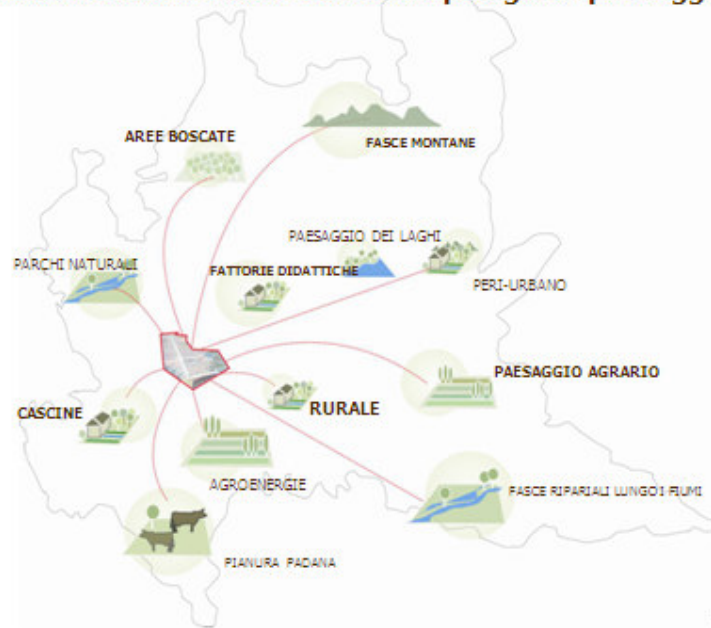 AREE BOSCATE
FASCE MONTANE
PAESAGGIO DEI LAGHI
PARCHI NATURALI
FATTORIE DIDATTICHE
PERI-URBANO
PAESAGGIO AGRARIO
CASCINE
RURALE
AGROENERGIE
FASCE RIPARIALI LUNGO I FIUMI
PIANURA PADANA